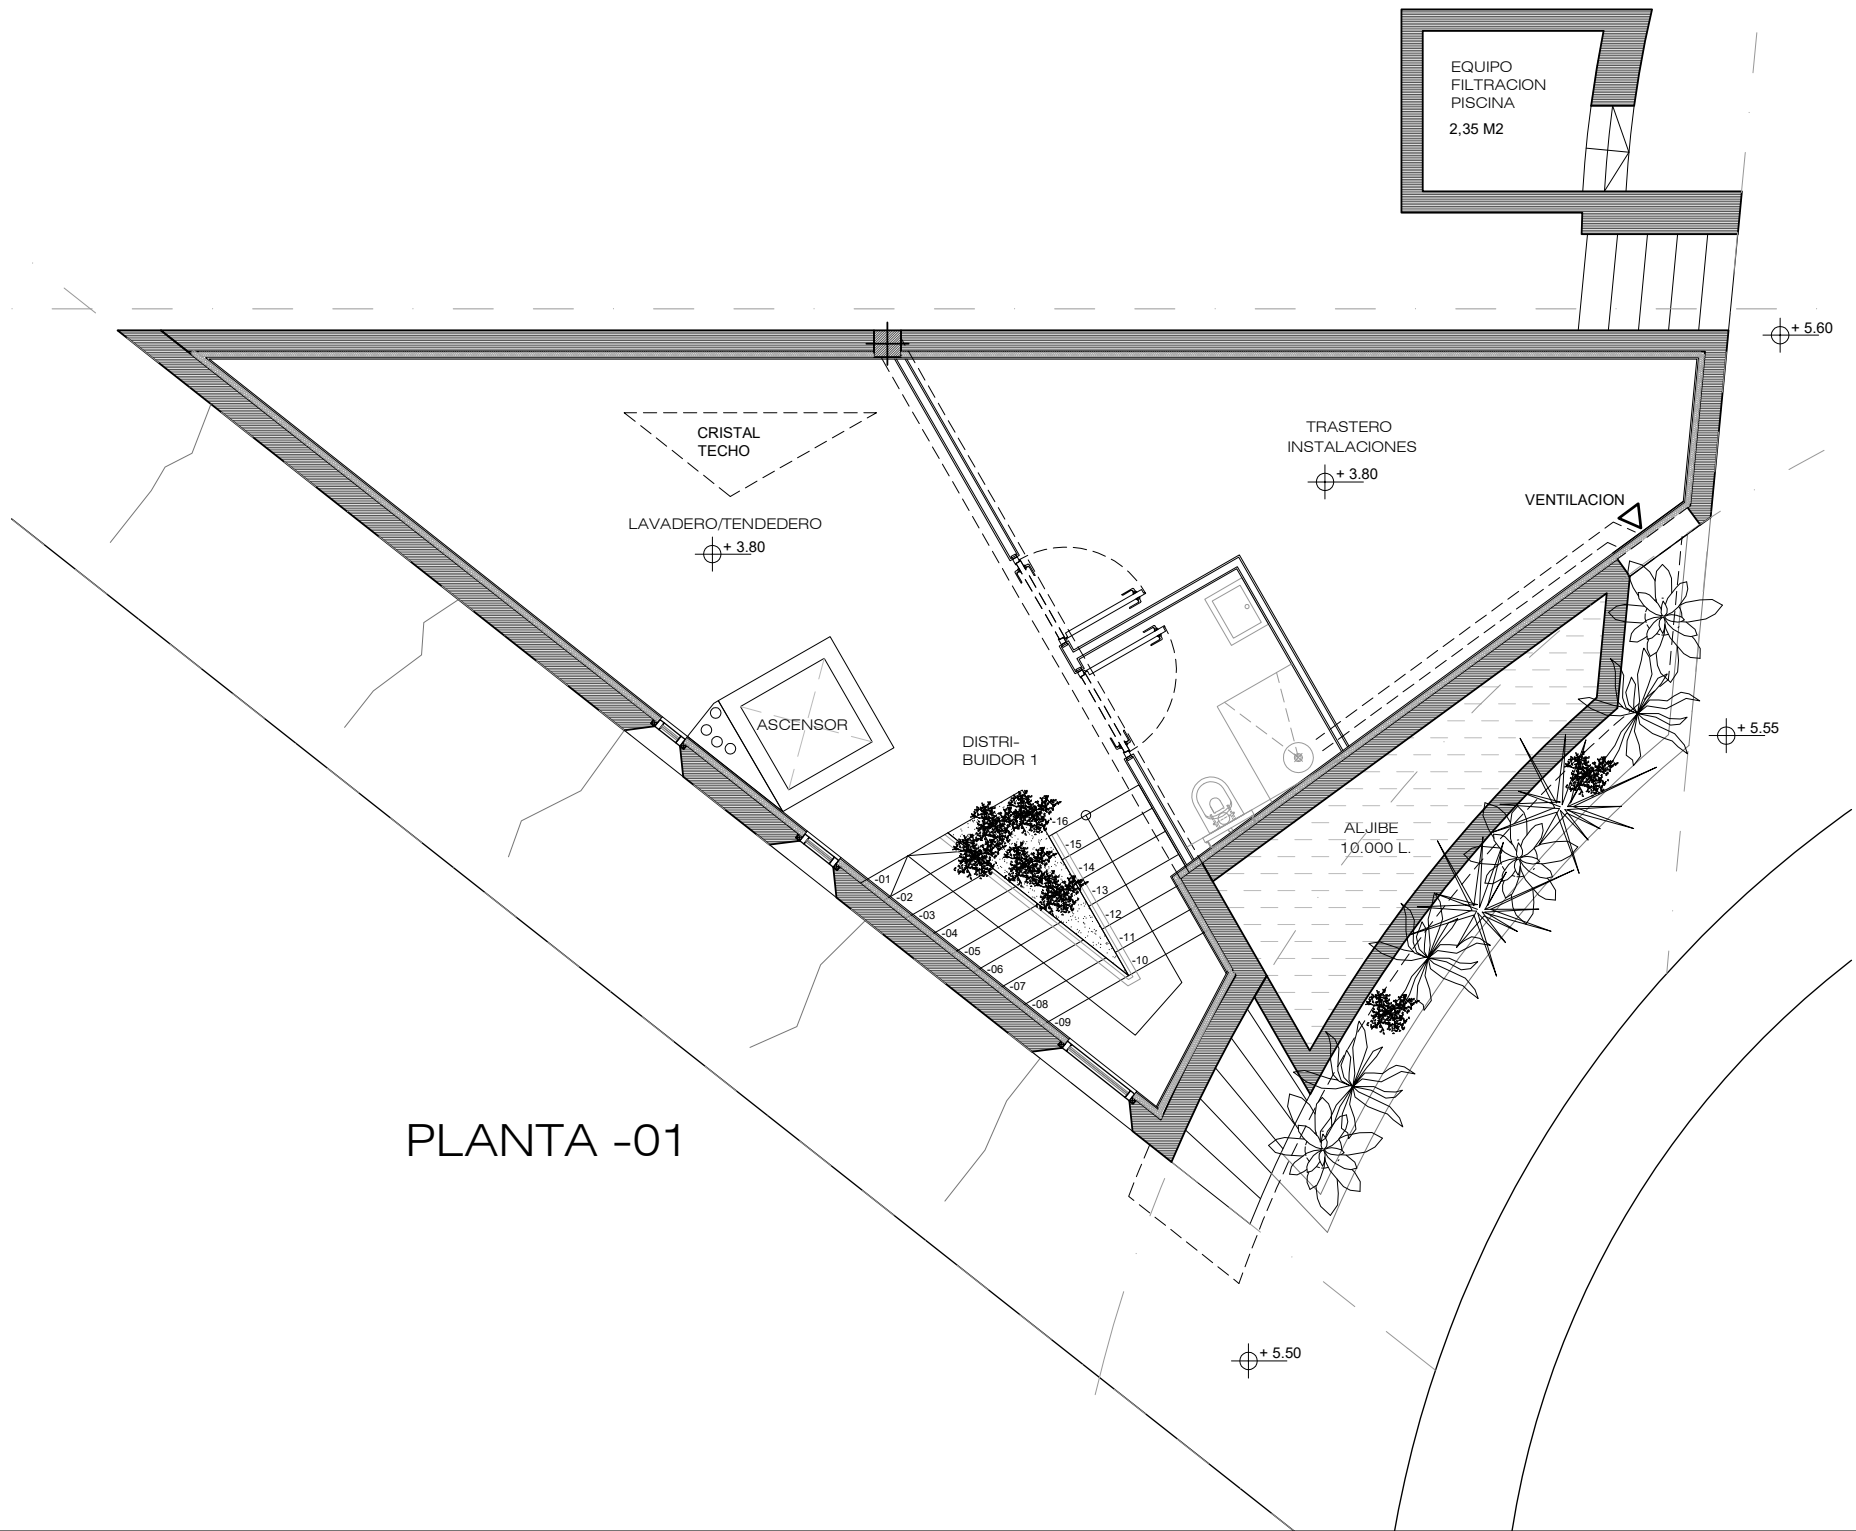 EQUIPO
FILTRACION
PISCINA
2,35 M2
+ 5.60
CRISTAL
TECHO
TRASTERO
INSTALACIONES
+ 3.80
VENTILACION
LAVADERO/TENDEDERO
+ 3.80
ASCENSOR
DISTRI-
BUIDOR 1
+ 5.55
ALJIBE
10.000 L.
-16
-15
-14
-13
-12
-11
-10
-01
-02
-03
-04
-05
-06
-07
-08
-09
PLANTA -01
+ 5.50